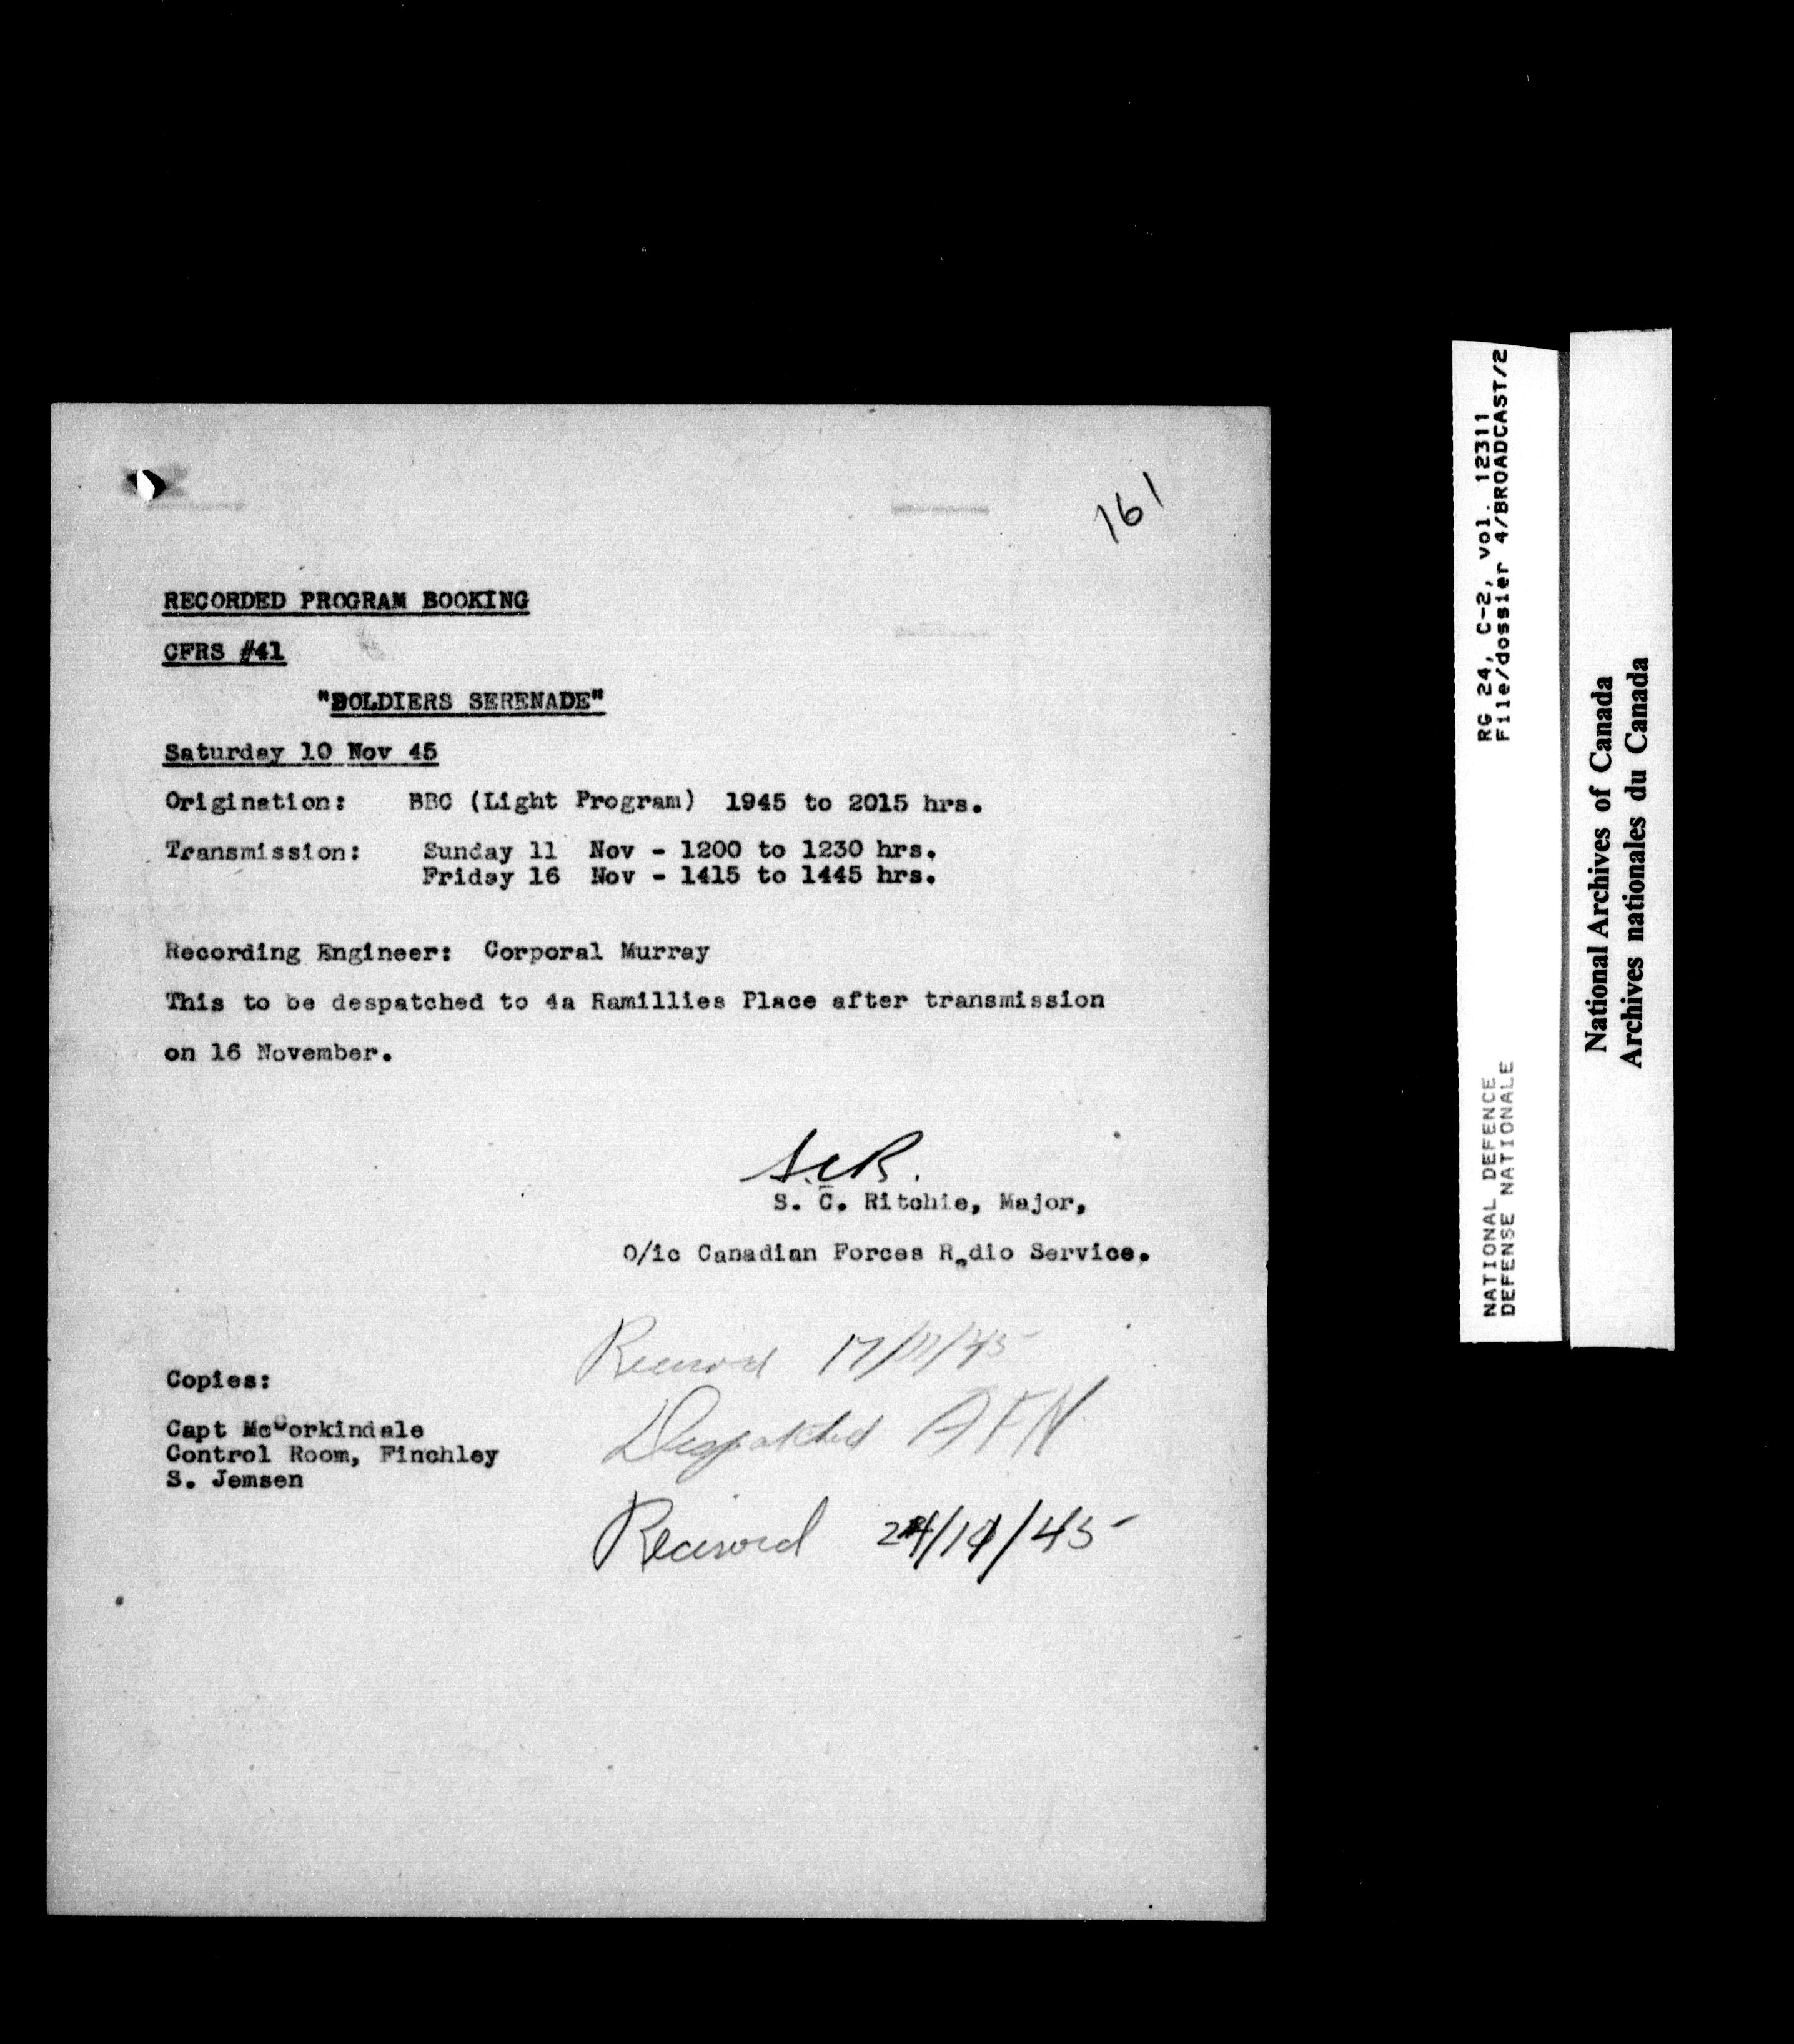 161
RECORDED PROGRAM BOOKING
CFRS #41
"SOLDIERS SERENADE"
Saturday 10 Nov 45
Origination: BBC (Light Program) 1945 to 2015 hrs.
Transmission: Sunday 11 Nov - 1200 to 1230 hrs.
Friday 16 Nov - 1415 to 1445 hrs.
Recording Engineer: Corporal Murray
This to be despatched to 4a Ramillies Place after transmission
on 16 November.
S.C.R.
S. C. Ritchie, Major,
O/ic Canadian Forces Radio Service.
Received 17/11/45
Despatched AFN
Received /45
Copies:
Capt McCorkindale
Control Room, Finchley
S. Jemsen
RG 24, C-2, vol. 12311
File/dossier 4/BROADCAST/2
NATIONAL DEFENCE
DEFENSE NATIONALE
National Archives of Canada
Archives nationales du Canada